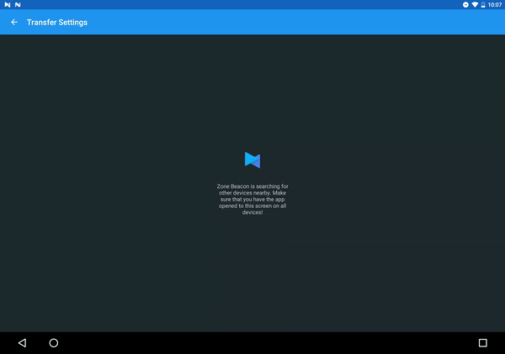 10:07
Transfer Settings
Zone Beacon is searching for
other devices nearby. Make
sure that you have the app
opened to this screen on all
devices!